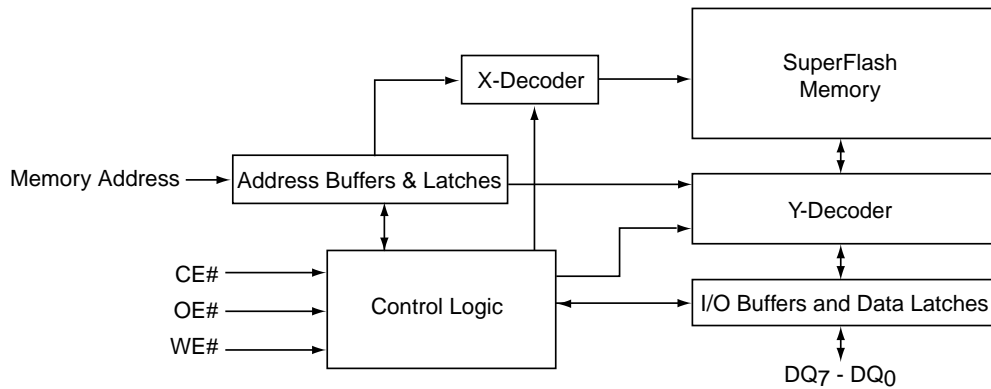 SuperFlash
Memory
X-Decoder
Memory Address
Address Buffers & Latches
Y-Decoder
CE#
OE#
WE#
Control Logic
I/O Buffers and Data Latches
DQ7 - DQ0